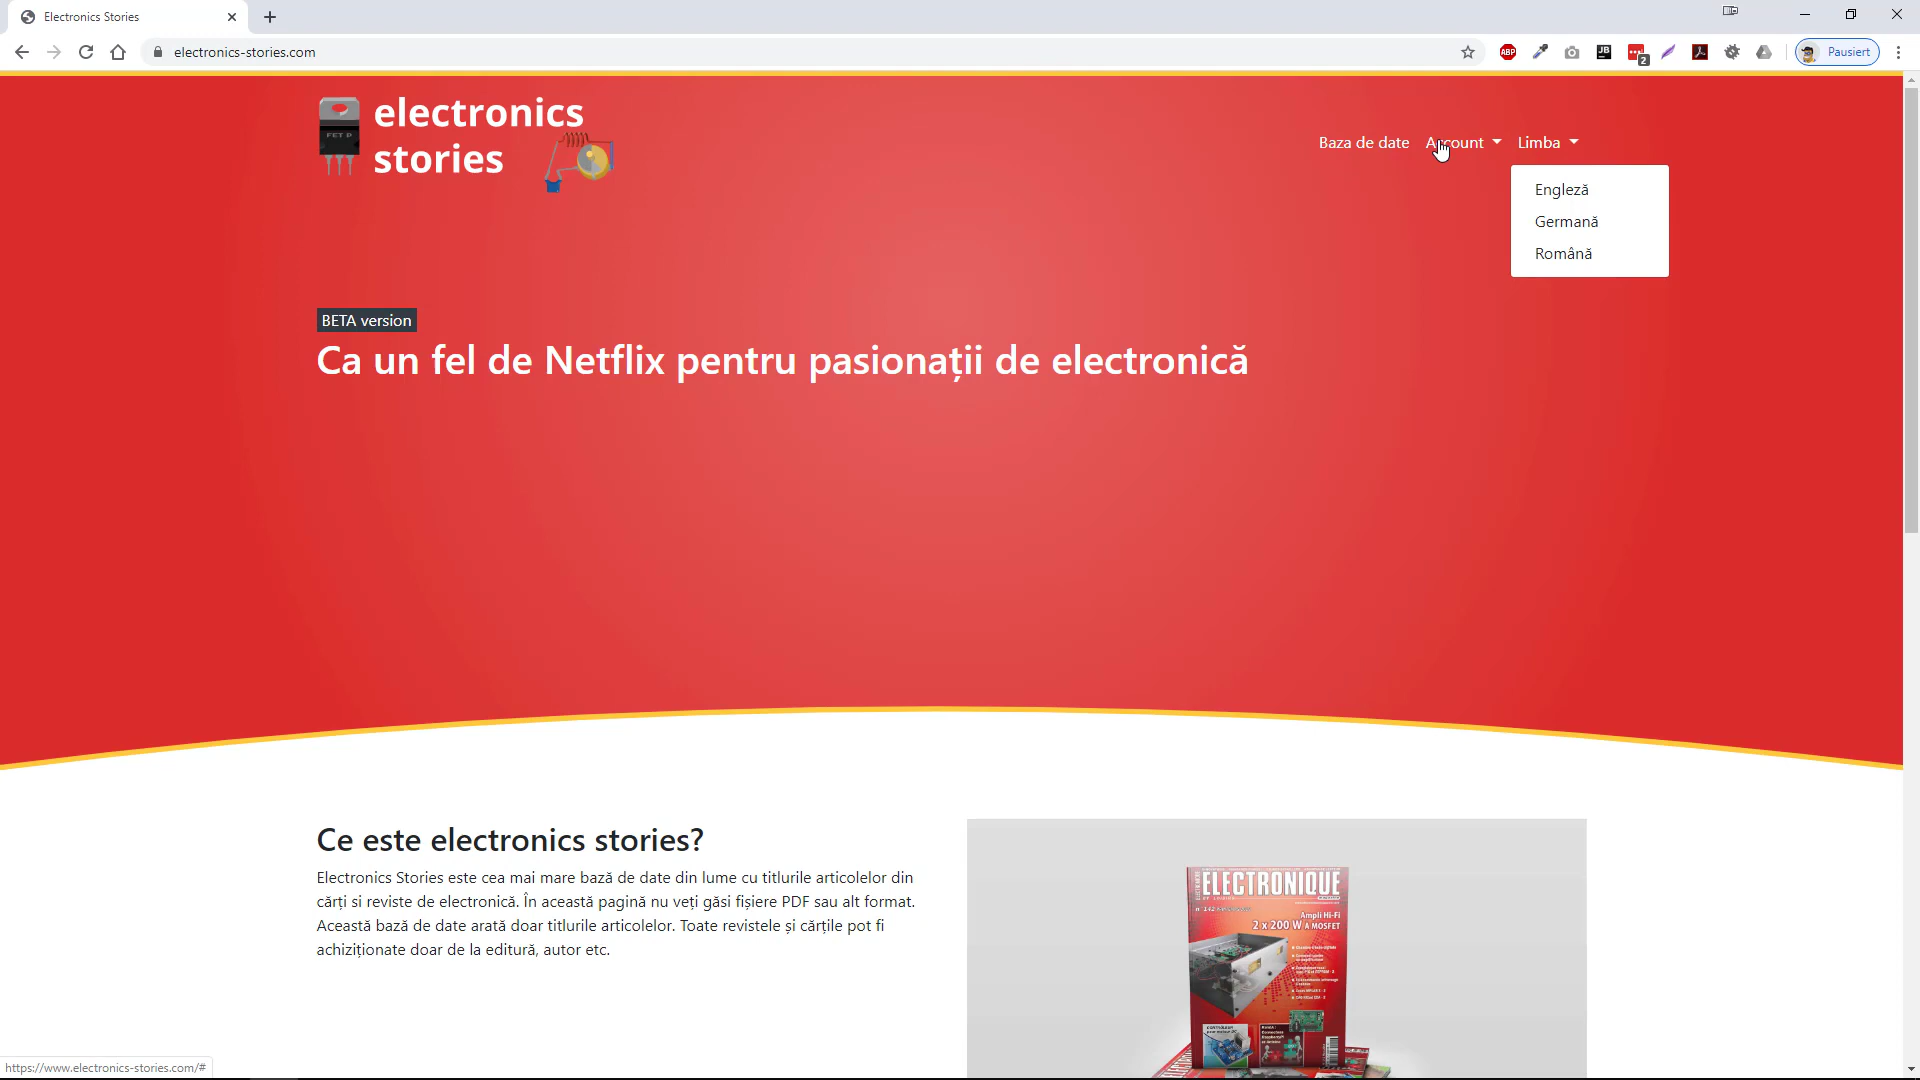 Electronics Stories
electronics-stories.com
ABP
JB
2
Pausiert
electronics
stories
FET D
Baza de date
Account
Limba
Engleză
Germană
Română
BETA version
Ca un fel de Netflix pentru pasionații de electronică
Ce este electronics stories?
Electronics Stories este cea mai mare bază de date din lume cu titlurile articolelor din
cărți si reviste de electronică. În această pagină nu veți găsi fișiere PDF sau alt format.
Această bază de date arată doar titlurile articolelor. Toate revistele și cărțile pot fi
achiziționate doar de la editură, autor etc.
ELECTRONIQUE
Ampli Hi-Fi
2 x 200 W A MOSFET
https://www.electronics-stories.com/#